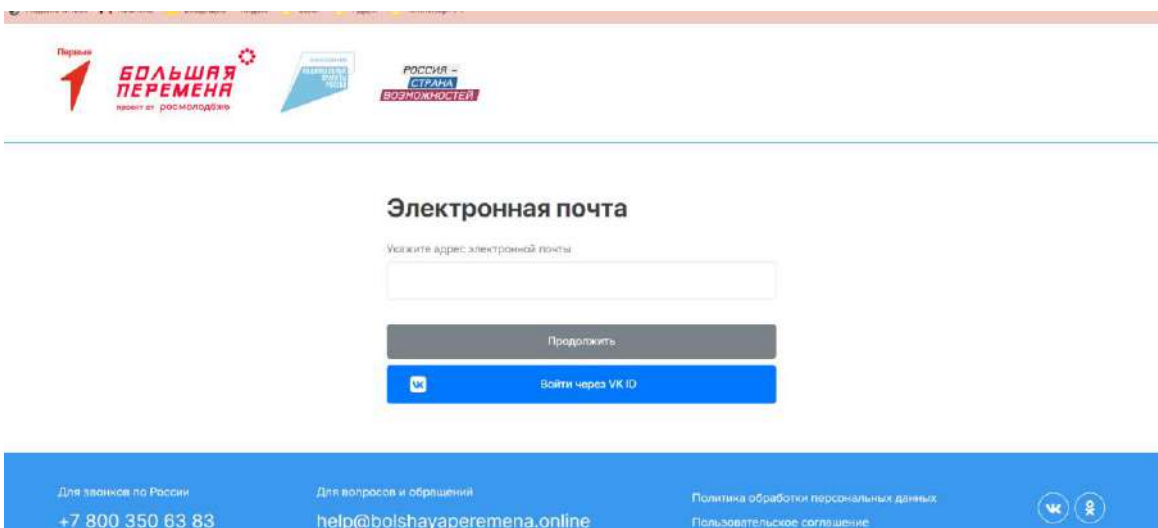 Первые
БОЛЬШАЯ
ПЕРЕМЕНА
проект от росмолодёжь
РОССИЯ –
СТРАНА
ВОЗМОЖНОСТЕЙ
Электронная почта
Укажите адрес электронной почты
Продолжить
Войти через VK ID
Для звонков по России
+7 800 350 63 83
Для вопросов и обращений
help@bolshayaperemena.online
Политика обработки персональных данных
Пользовательское соглашение